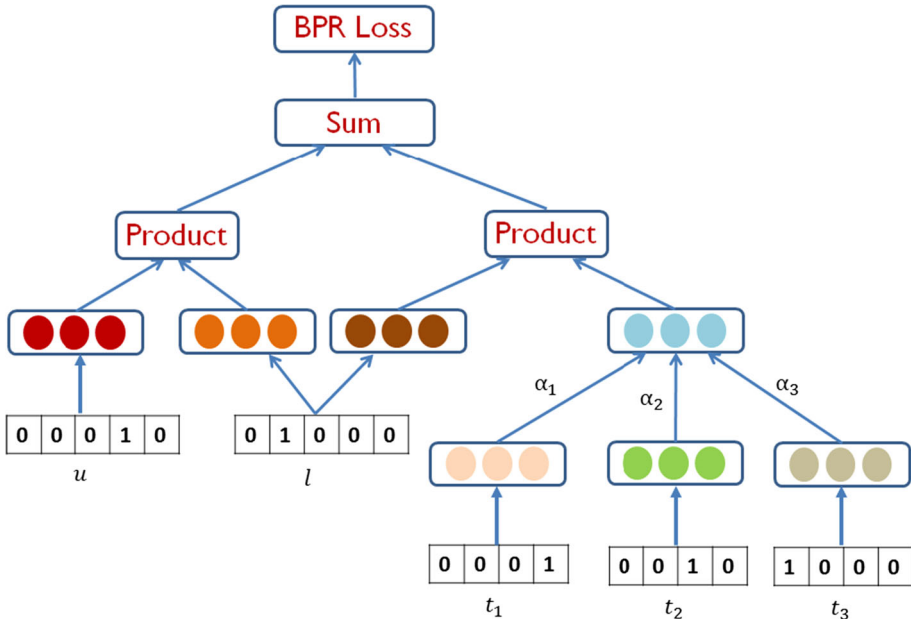 BPR Loss
Sum
Product Product
α₁ α₂ α₃
0 0 0 1 0
0 1 0 0 0
u
l
0 0 0 1
0 0 1 0
1 0 0 0
t₁ t₂ t₃